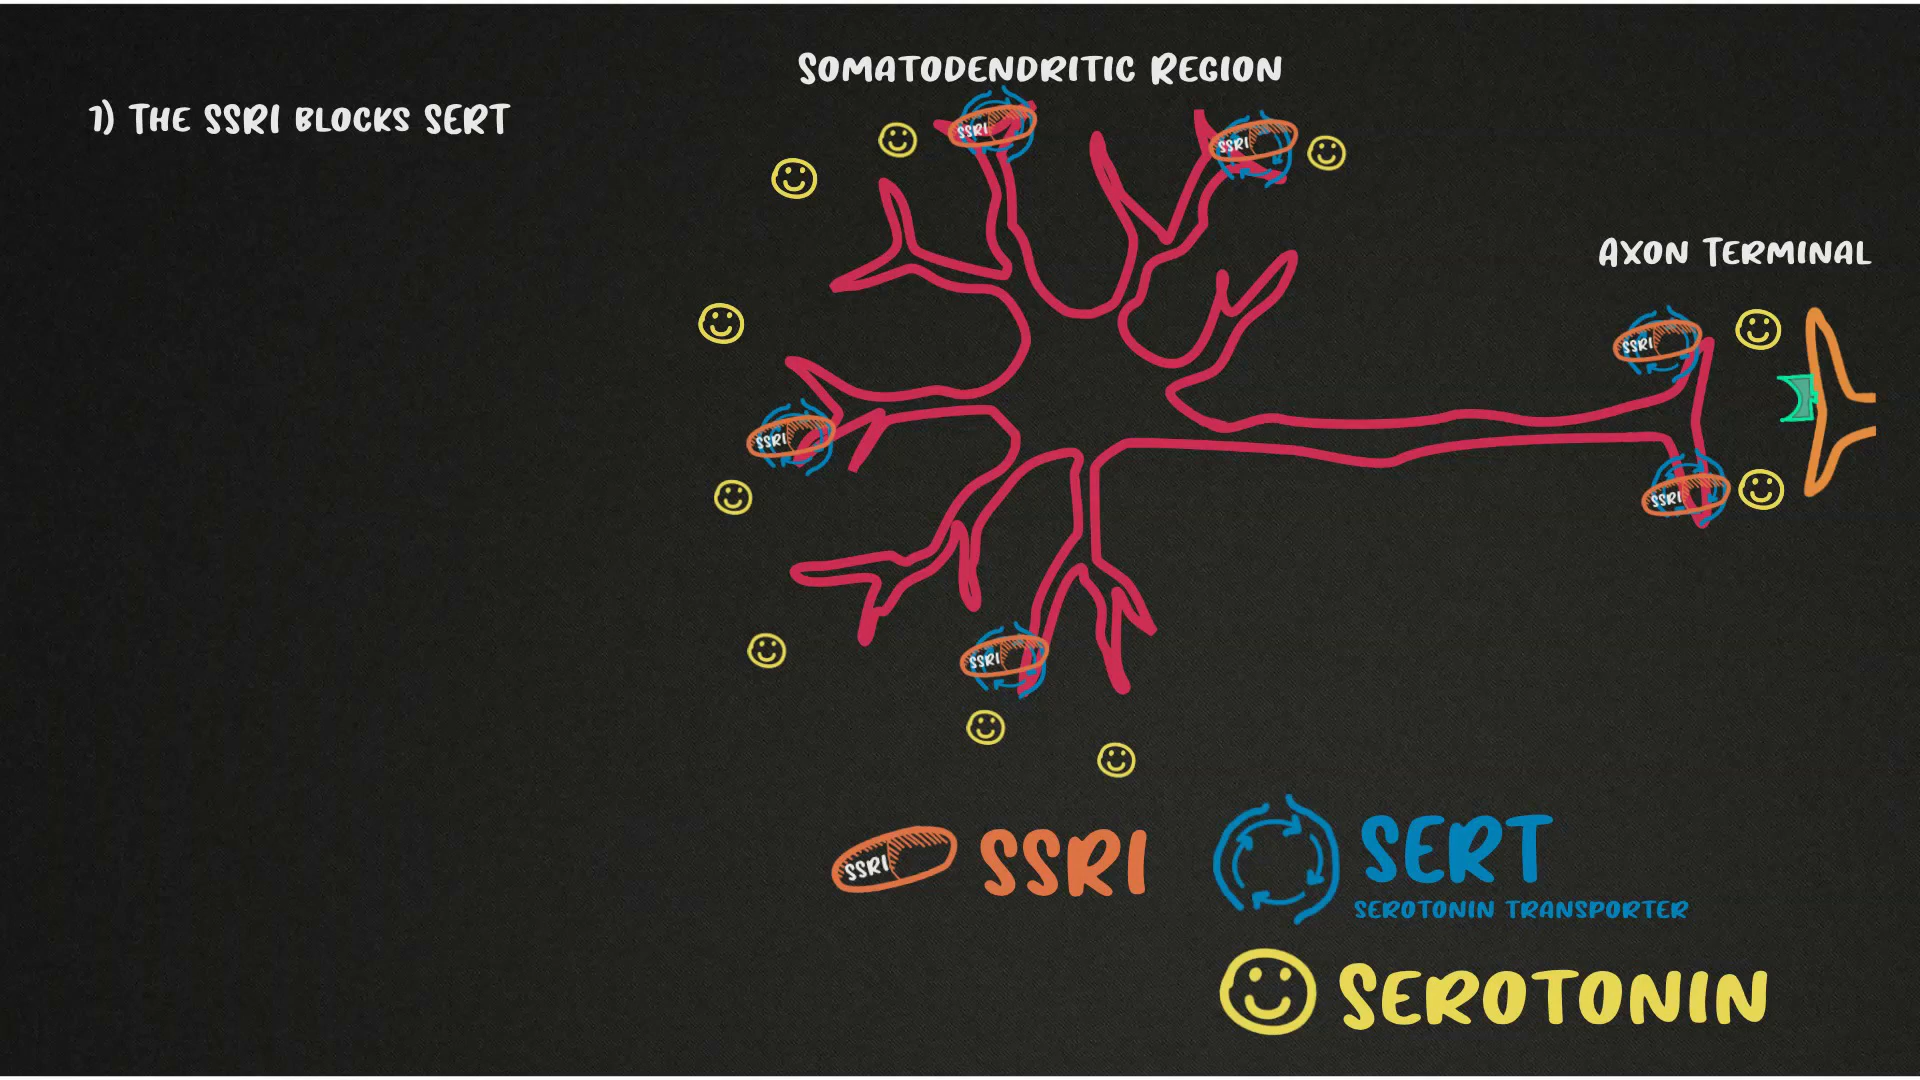 Somatodendritic Region
1) The SSRI blocks SERT
SSRI
SSRI
Axon Terminal
SSRI
SSRI
SSRI
SSRI
SSRI
SSRI
SERT
Serotonin Transporter
Serotonin